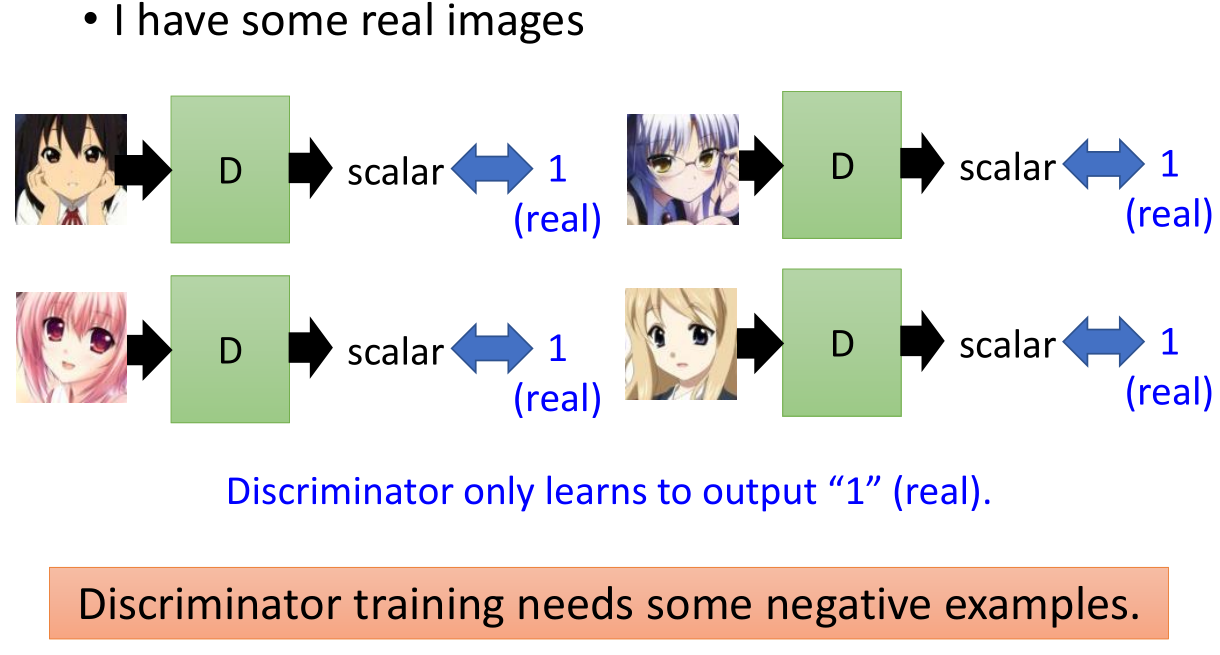 • I have some real images
D scalar 1 (real)
D scalar 1 (real)
D scalar 1 (real)
D scalar 1 (real)
Discriminator only learns to output “1” (real).
Discriminator training needs some negative examples.